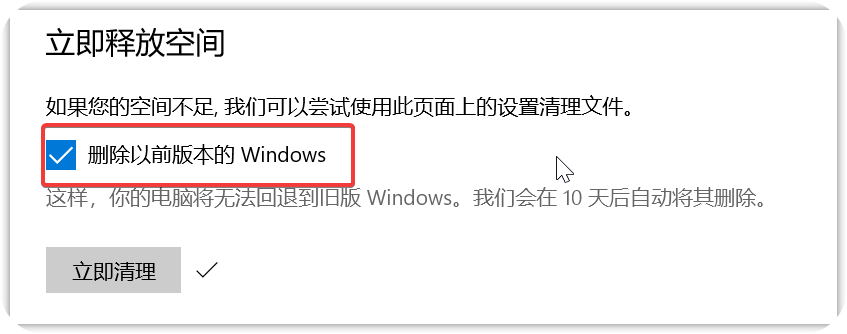 立即释放空间
如果您的空间不足, 我们可以尝试使用此页面上的设置清理文件。
删除以前版本的 Windows
这样，你的电脑将无法回退到旧版 Windows。我们会在 10 天后自动将其删除。
立即清理